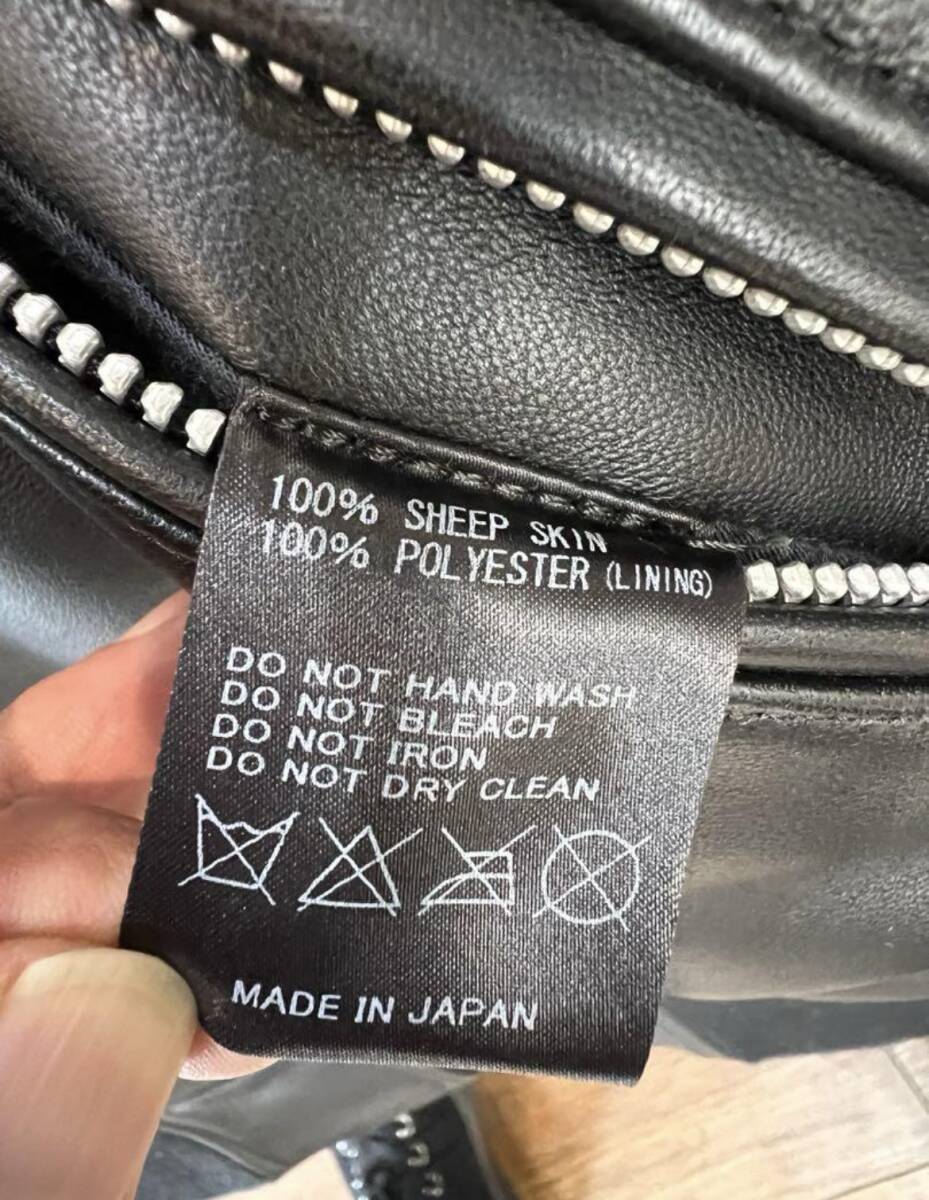 100% SHEEP SKIN
100% POLYESTER (LINING)
DO NOT HAND WASH
DO NOT BLEACH
DO NOT IRON
DO NOT DRY CLEAN
MADE IN JAPAN